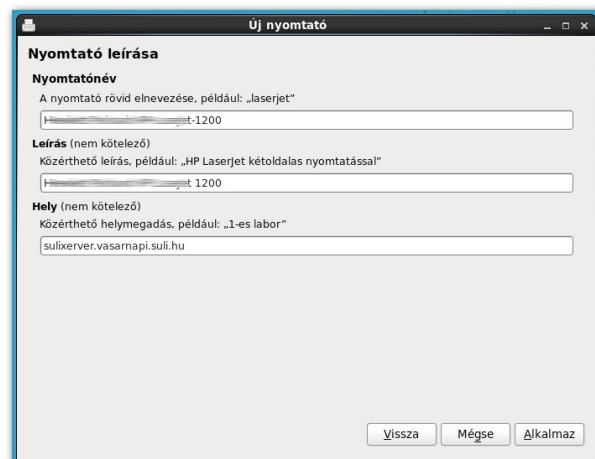 Új nyomtató
Nyomtató leírása
Nyomtatónév
A nyomtató rövid elnevezése, például: „laserjet”
t-1200
Leírás (nem kötelező)
Közérthető leírás, például: „HP LaserJet kétoldalas nyomtatással”
t 1200
Hely (nem kötelező)
Közérthető helymegadás, például: „1-es labor”
sulixerver.vasarnapi.suli.hu
Vissza Mégse Alkalmaz